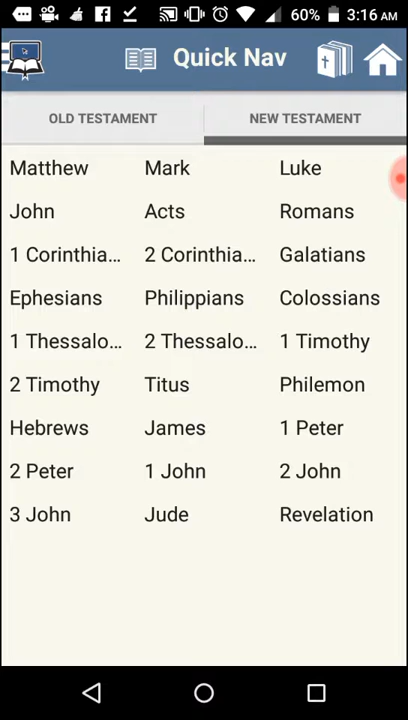 60% 3:16 AM
Quick Nav
OLD TESTAMENT NEW TESTAMENT
Matthew Mark Luke
John Acts Romans
1 Corinthia... 2 Corinthia... Galatians
Ephesians Philippians Colossians
1 Thessalo... 2 Thessalo... 1 Timothy
2 Timothy Titus Philemon
Hebrews James 1 Peter
2 Peter 1 John 2 John
3 John Jude Revelation